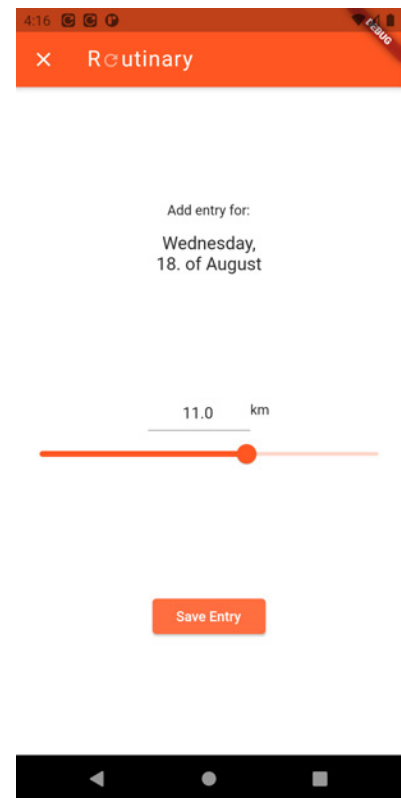 4:16
DEBUG
Routinary
Add entry for:
Wednesday,
18. of August
11.0 km
Save Entry